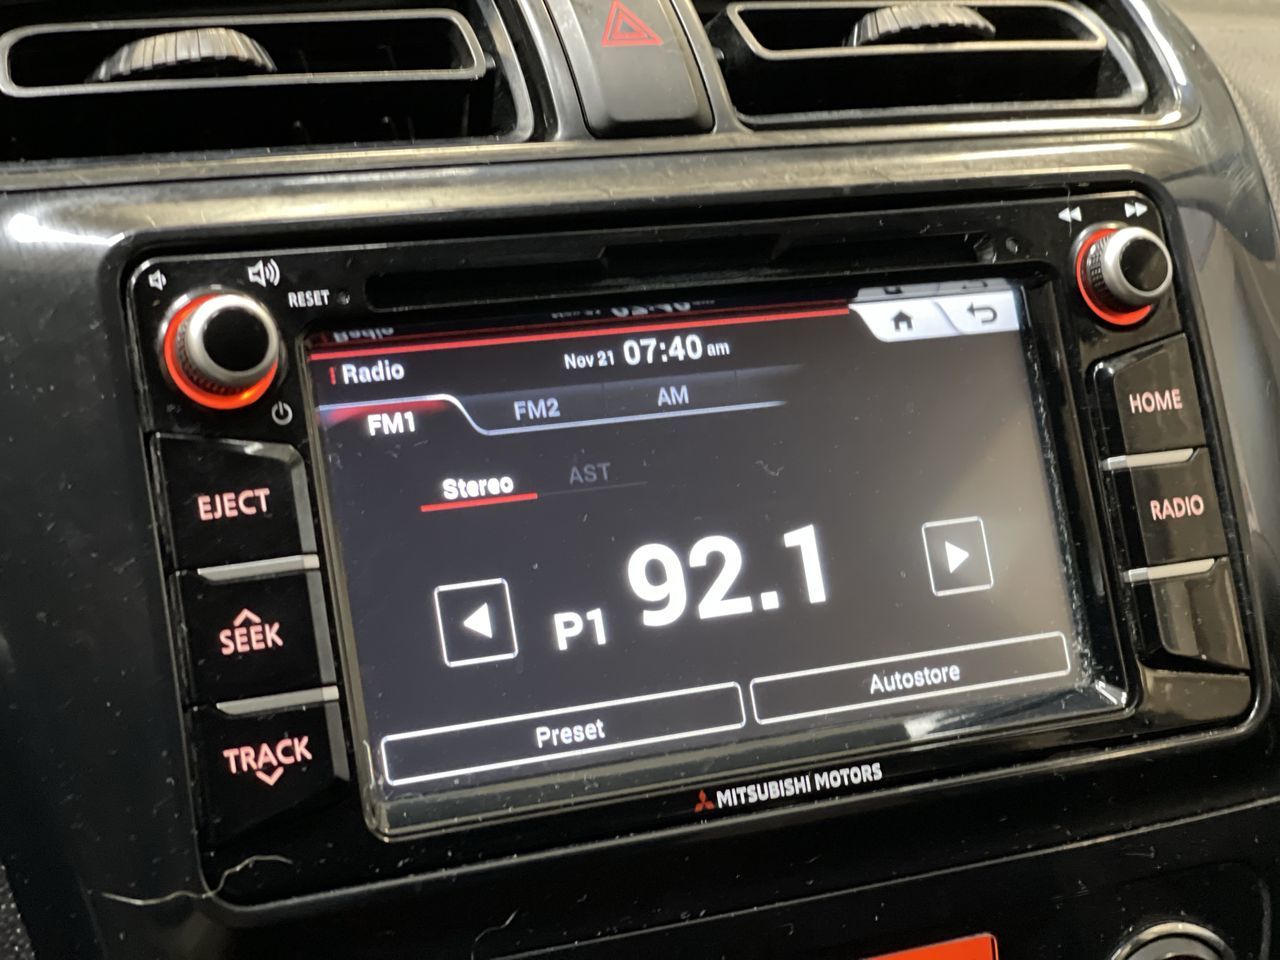 RESET
Radio
Nov 21 07:40 am
FM1 FM2 AM
Stereo AST
P1 92.1
Preset Autostore
EJECT
SEEK
TRACK
HOME
RADIO
MITSUBISHI MOTORS